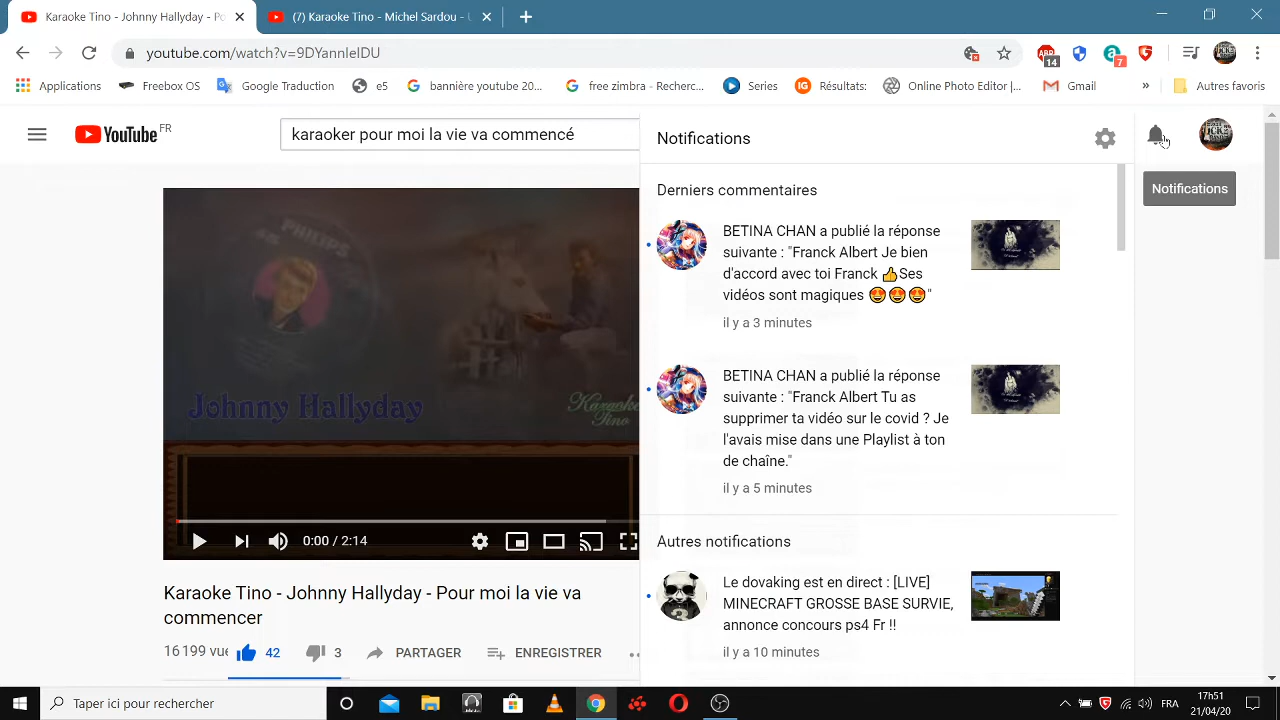 Karaoke Tino - Johnny Hallyday - P
(7) Karaoke Tino - Michel Sardou - L
youtube.com/watch?v=9DYannIeIDU
14
7
Applications
Freebox OS
Google Traduction
e5
bannière youtube 20...
free zimbra - Recherc...
Series
IG
Résultats:
Online Photo Editor |...
Gmail
»
Autres favoris
YouTube FR
karaoker pour moi la vie va commencé
Notifications
Notifications
Derniers commentaires
BETINA CHAN a publié la réponse
suivante : "Franck Albert Je bien
d'accord avec toi Franck 👍Ses
vidéos sont magiques 😍😍😍"
il y a 3 minutes
BETINA CHAN a publié la réponse
suivante : "Franck Albert Tu as
supprimer ta vidéo sur le covid ? Je
l'avais mise dans une Playlist à ton
de chaîne."
il y a 5 minutes
Autres notifications
Le dovaking est en direct : [LIVE]
MINECRAFT GROSSE BASE SURVIE,
annonce concours ps4 Fr !!
il y a 10 minutes
Johnny Hallyday
Karaoke
Tino
0:00 / 2:14
Karaoke Tino - Johnny Hallyday - Pour moi la vie va
commencer
16 199 vue
42
3
PARTAGER
ENREGISTRER
Taper ici pour rechercher
FRA
17:51
21/04/20